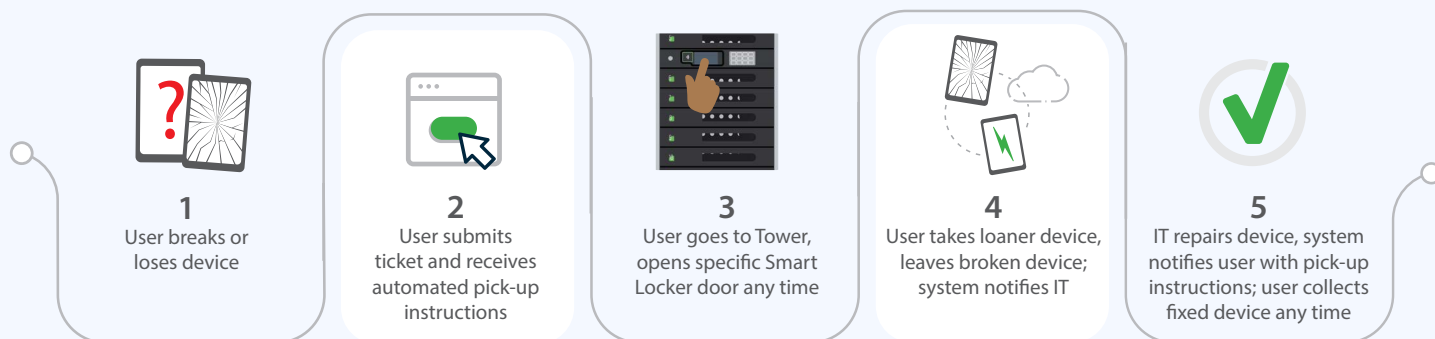 ?
1
User breaks or
loses device
2
User submits
ticket and receives
automated pick-up
instructions
3
User goes to Tower,
opens specific Smart
Locker door any time
4
User takes loaner device,
leaves broken device;
system notifies IT
5
IT repairs device, system
notifies user with pick-up
instructions; user collects
fixed device any time